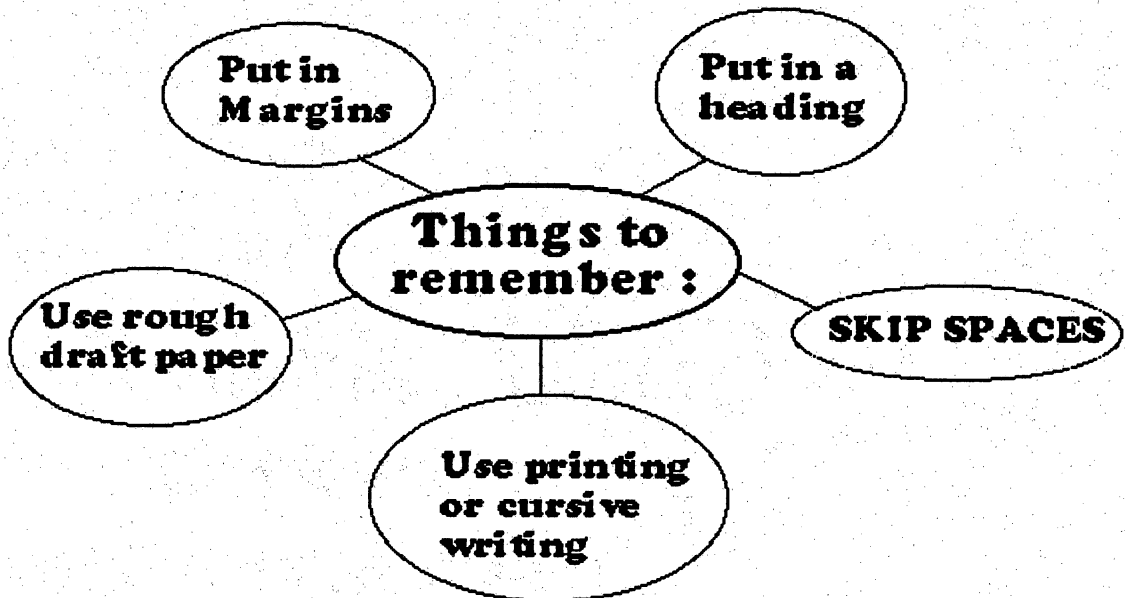 Put in
Margins
Put in a
heading
Things to
remember :
Use rough
draft paper
SKIP SPACES
Use printing
or cursive
writing